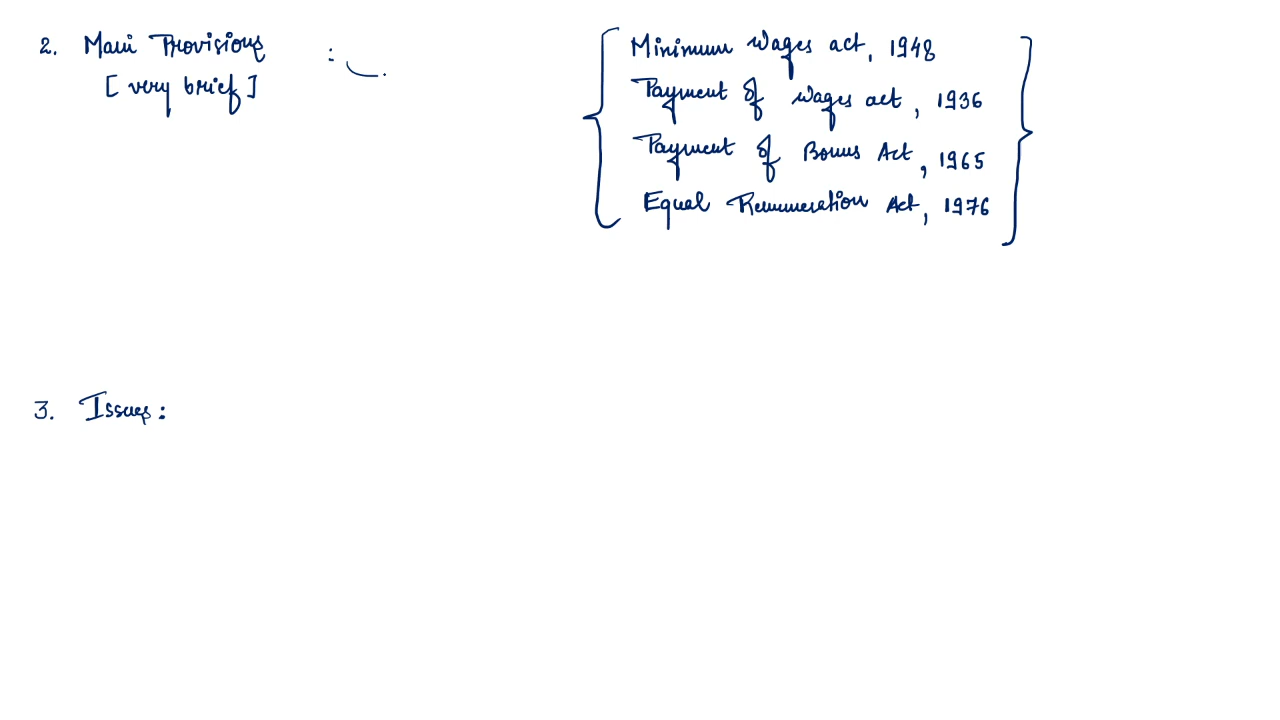 2. Main Provisions :
[ very brief ]
Minimum Wages act, 1948
Payment of Wages act, 1936
Payment of Bonus Act, 1965
Equal Remuneration Act, 1976
3. Issues: